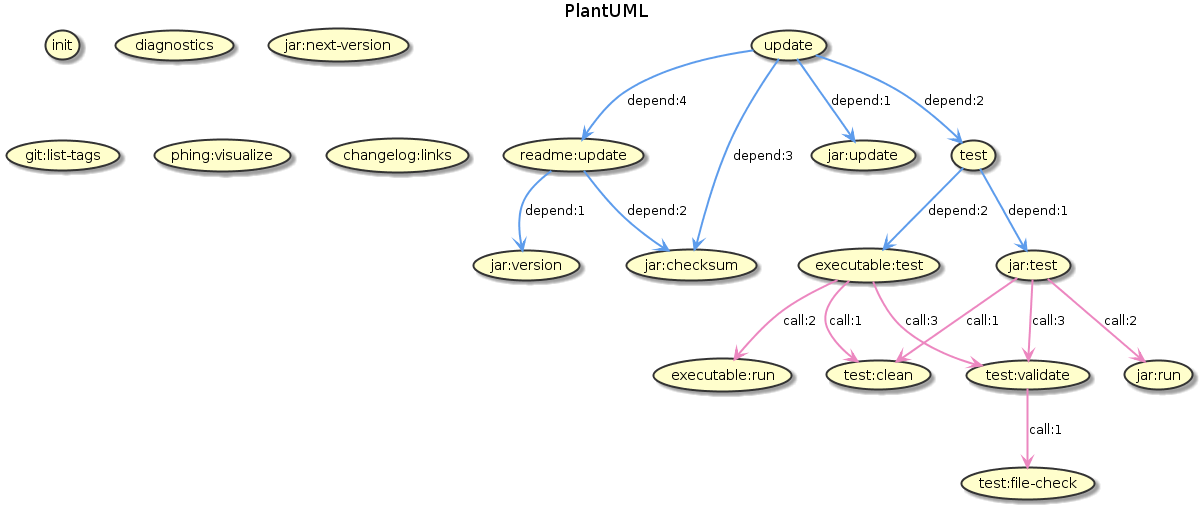 PlantUML
init
diagnostics
jar:next-version
update
depend:4
depend:1
depend:2
git:list-tags
phing:visualize
changelog:links
readme:update
depend:3
jar:update
test
depend:1
depend:2
depend:2
depend:1
jar:version
jar:checksum
executable:test
jar:test
call:2
call:1
call:3
call:1
call:3
call:2
executable:run
test:clean
test:validate
jar:run
call:1
test:file-check